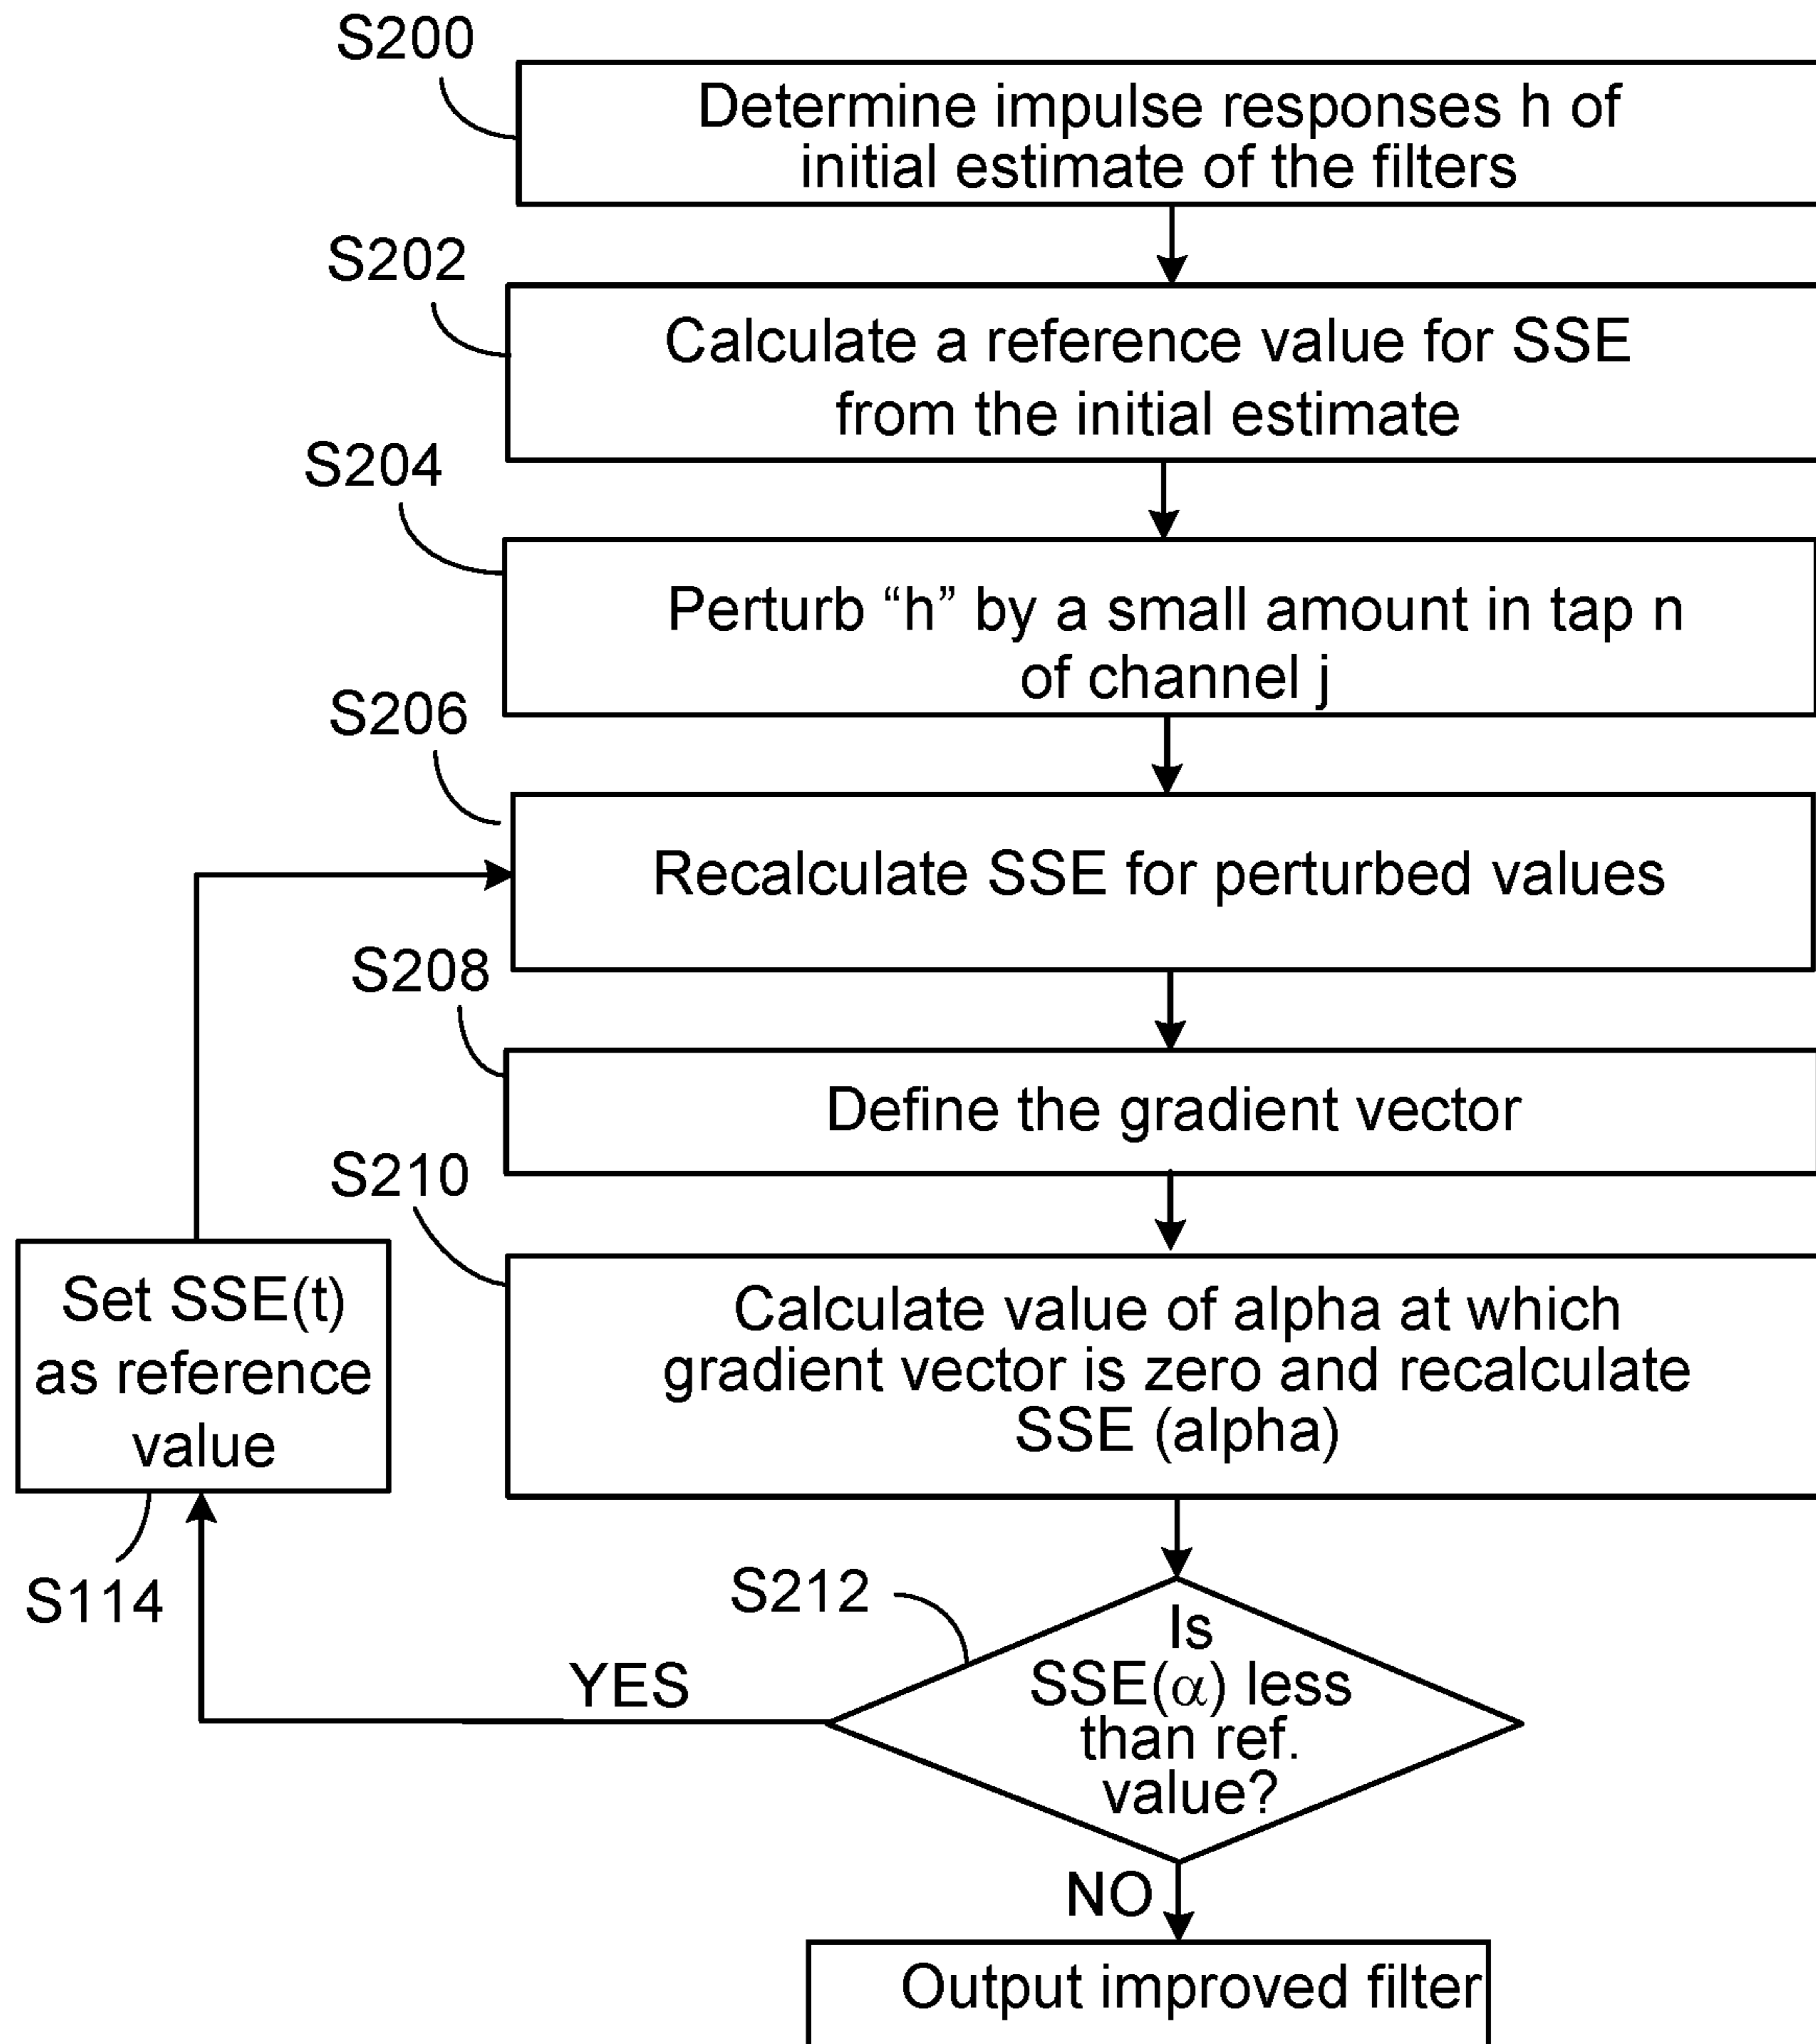 S200
Determine impulse responses h of
initial estimate of the filters
S202
Calculate a reference value for SSE
from the initial estimate
S204
Perturb “h” by a small amount in tap n
of channel j
S206
Recalculate SSE for perturbed values
S208
Define the gradient vector
S210
Calculate value of alpha at which
gradient vector is zero and recalculate
SSE (alpha)
Set SSE(t)
as reference
value
S114
S212
Is
SSE(α) less
than ref.
value?
YES
NO
Output improved filter